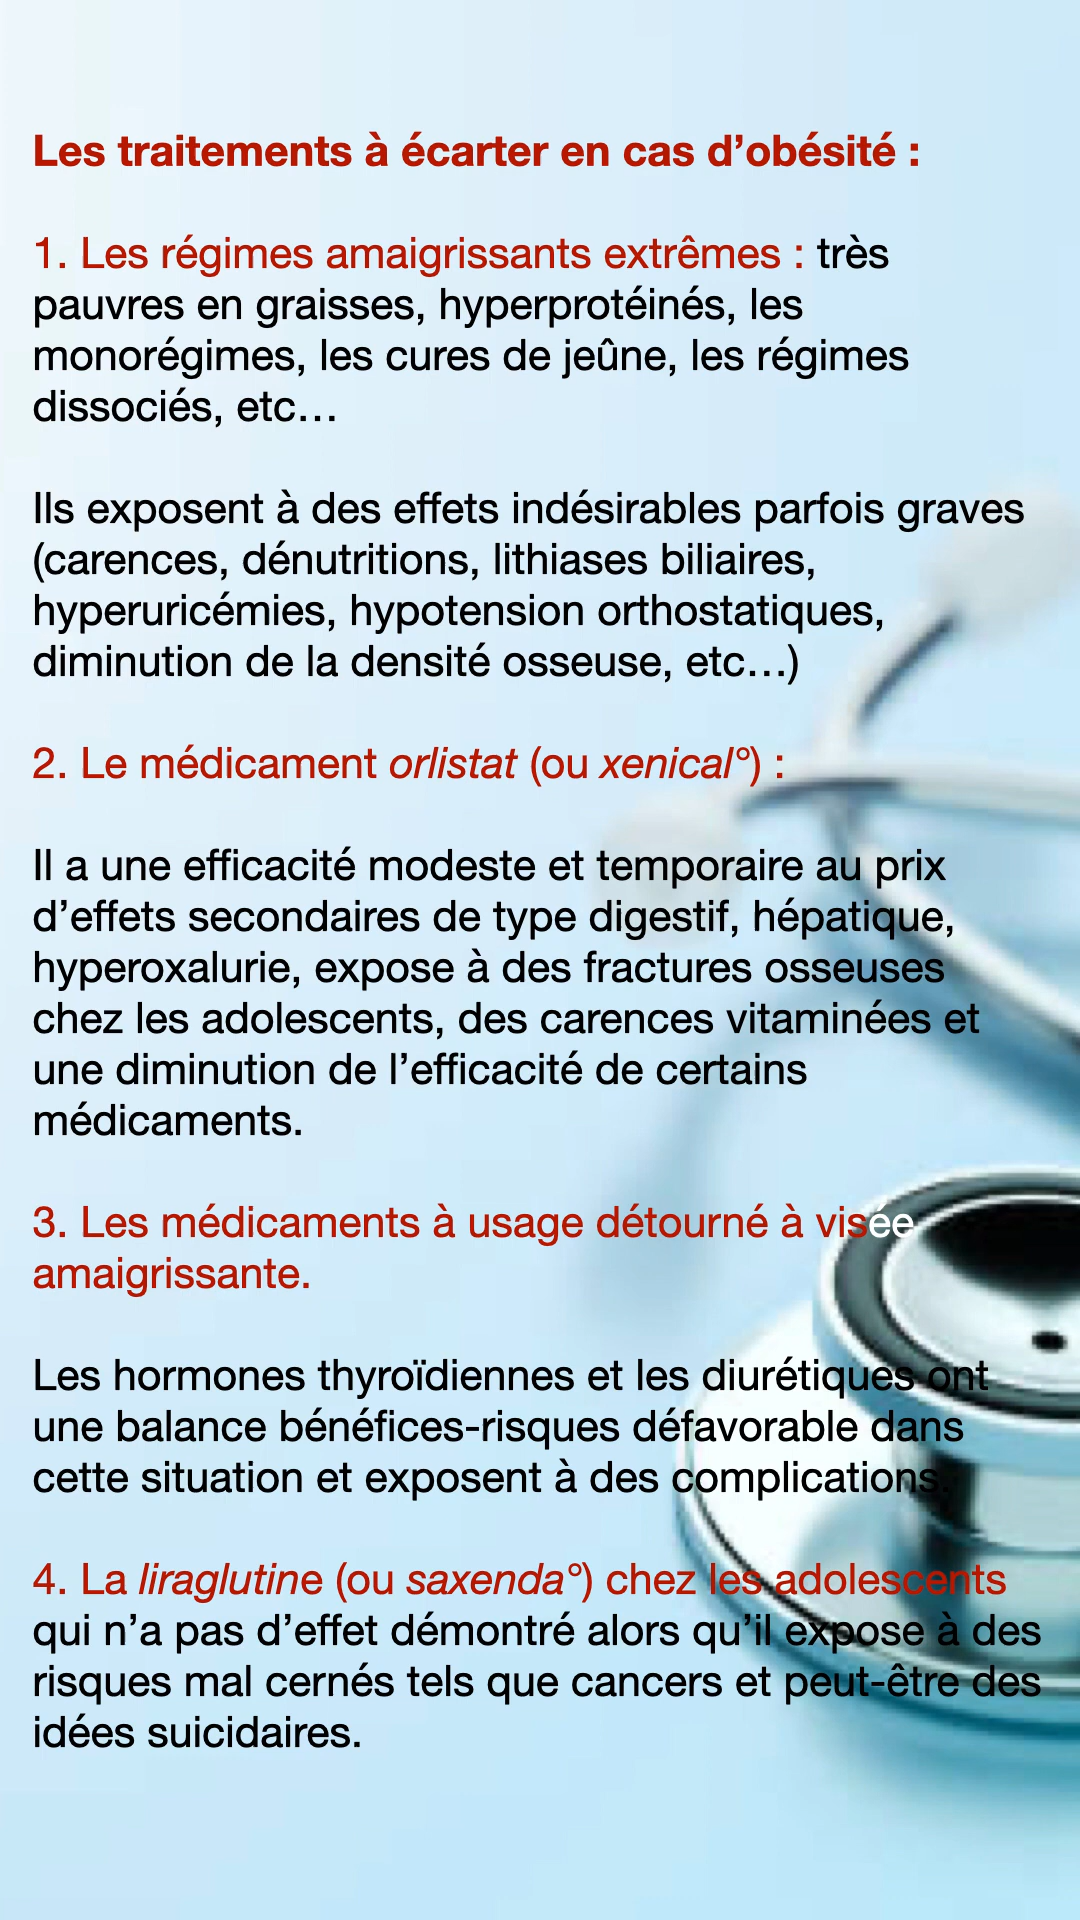 Les traitements à écarter en cas d’obésité :
1. Les régimes amaigrissants extrêmes : très
pauvres en graisses, hyperprotéinés, les
monorégimes, les cures de jeûne, les régimes
dissociés, etc…
Ils exposent à des effets indésirables parfois graves
(carences, dénutritions, lithiases biliaires,
hyperuricémies, hypotension orthostatiques,
diminution de la densité osseuse, etc…)
2. Le médicament orlistat (ou xenical°) :
Il a une efficacité modeste et temporaire au prix
d’effets secondaires de type digestif, hépatique,
hyperoxalurie, expose à des fractures osseuses
chez les adolescents, des carences vitaminées et
une diminution de l’efficacité de certains
médicaments.
3. Les médicaments à usage détourné à visée
amaigrissante.
Les hormones thyroïdiennes et les diurétiques ont
une balance bénéfices-risques défavorable dans
cette situation et exposent à des complications.
4. La liraglutine (ou saxenda°) chez les adolescents
qui n’a pas d’effet démontré alors qu’il expose à des
risques mal cernés tels que cancers et peut-être des
idées suicidaires.